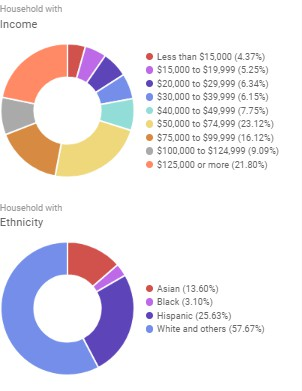 Household with
Income
Less than $15,000 (4.37%)
$15,000 to $19,999 (5.25%)
$20,000 to $29,999 (6.34%)
$30,000 to $39,999 (6.15%)
$40,000 to $49,999 (7.75%)
$50,000 to $74,999 (23.12%)
$75,000 to $99,999 (16.12%)
$100,000 to $124,999 (9.09%)
$125,000 or more (21.80%)
Household with
Ethnicity
Asian (13.60%)
Black (3.10%)
Hispanic (25.63%)
White and others (57.67%)